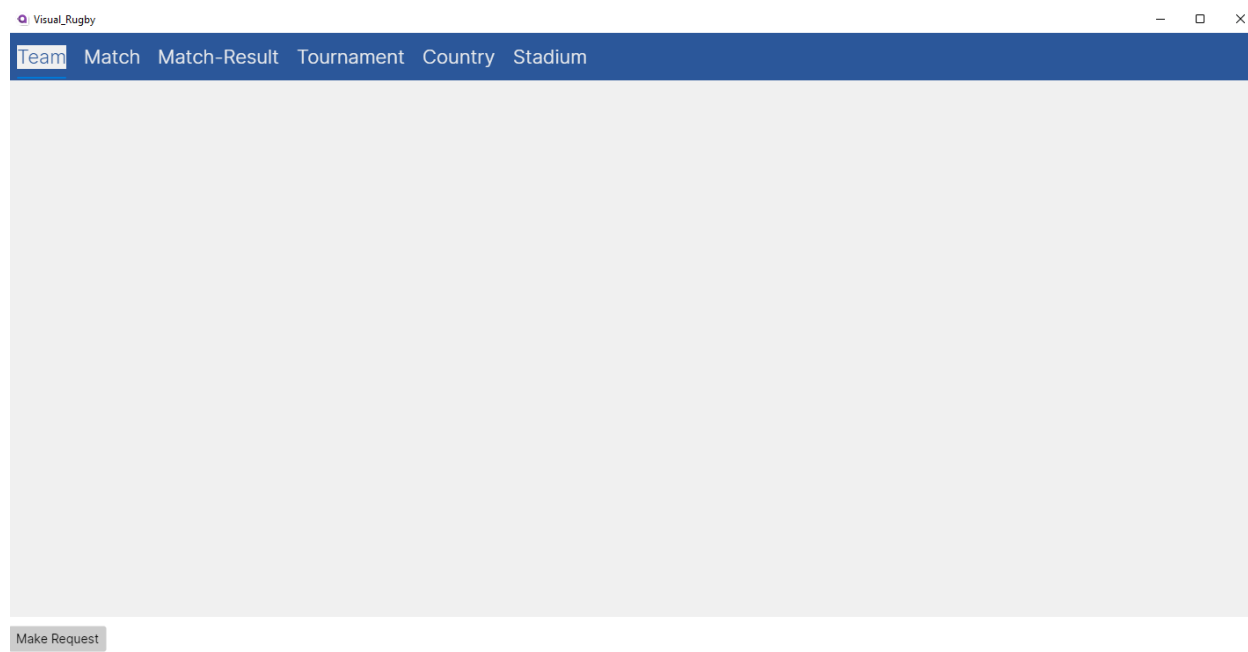 Visual_Rugby
Team Match Match-Result Tournament Country Stadium
Make Request